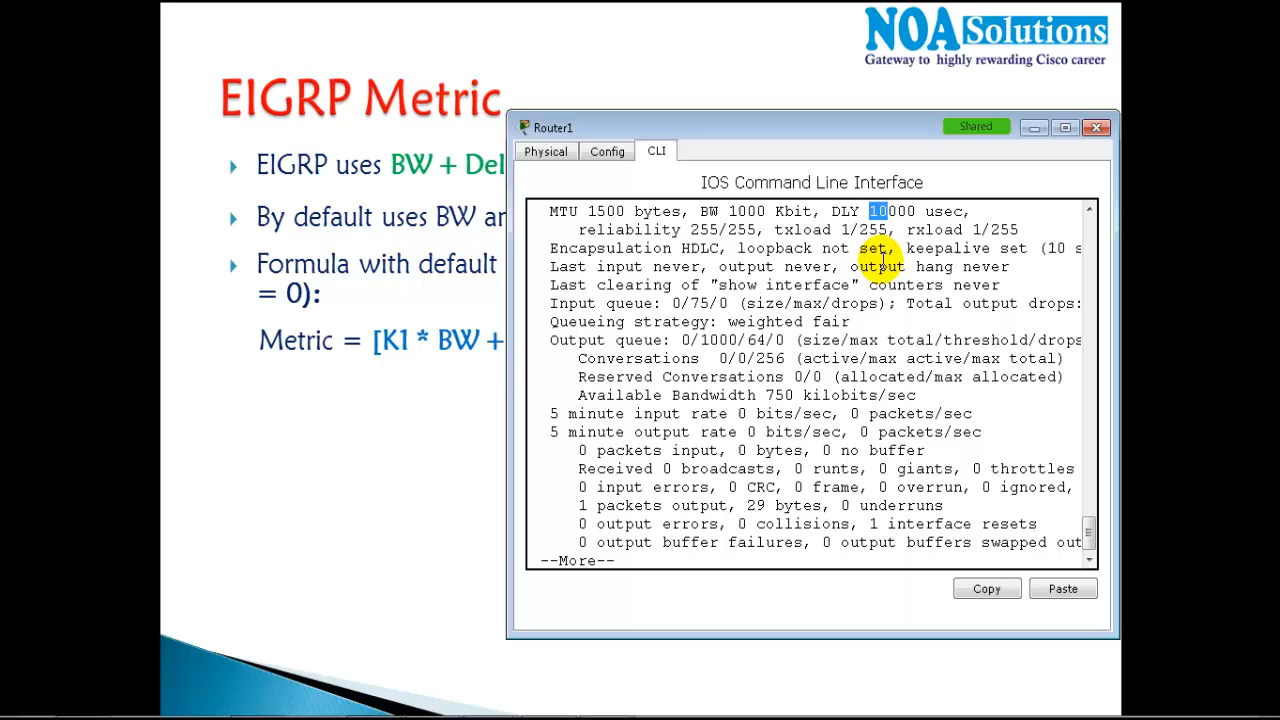 NOA Solutions
Gateway to highly rewarding Cisco career
EIGRP Metric
EIGRP uses BW + Del
By default uses BW an
Formula with default
= 0):
Metric = [K1 * BW +
Router1
Shared
Physical
Config
CLI
IOS Command Line Interface
MTU 1500 bytes, BW 1000 Kbit, DLY 10000 usec,
reliability 255/255, txload 1/255, rxload 1/255
Encapsulation HDLC, loopback not set, keepalive set (10 s
Last input never, output never, output hang never
Last clearing of "show interface" counters never
Input queue: 0/75/0 (size/max/drops); Total output drops:
Queueing strategy: weighted fair
Output queue: 0/1000/64/0 (size/max total/threshold/drops
Conversations 0/0/256 (active/max active/max total)
Reserved Conversations 0/0 (allocated/max allocated)
Available Bandwidth 750 kilobits/sec
5 minute input rate 0 bits/sec, 0 packets/sec
5 minute output rate 0 bits/sec, 0 packets/sec
0 packets input, 0 bytes, 0 no buffer
Received 0 broadcasts, 0 runts, 0 giants, 0 throttles
0 input errors, 0 CRC, 0 frame, 0 overrun, 0 ignored,
1 packets output, 29 bytes, 0 underruns
0 output errors, 0 collisions, 1 interface resets
0 output buffer failures, 0 output buffers swapped out
--More--
Copy
Paste